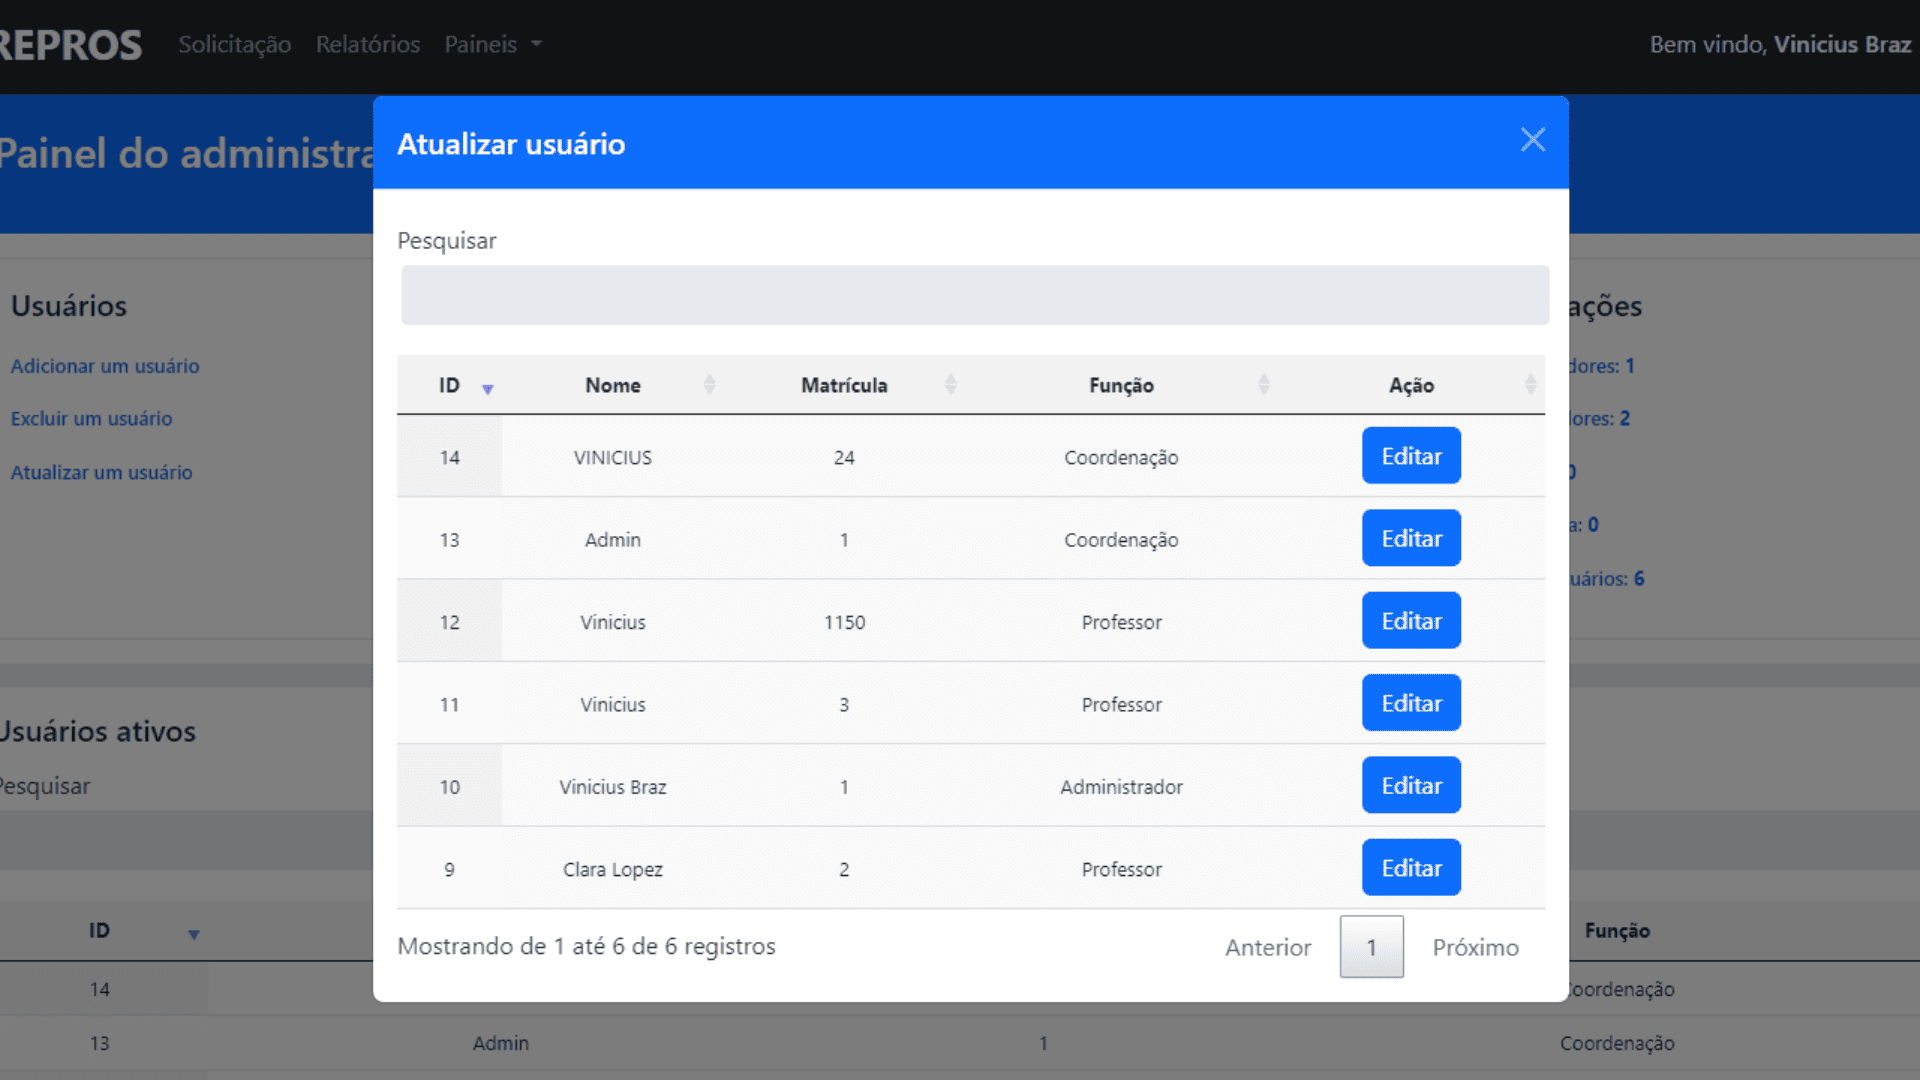 REPROS Solicitação Relatórios Paineis Bem vindo, Vinicius Braz
Painel do administra
Atualizar usuário
Pesquisar
Usuários
Adicionar um usuário
Excluir um usuário
Atualizar um usuário
ações
dores: 1
lores: 2
0
a: 0
uários: 6
ID Nome Matrícula Função Ação
14 VINICIUS 24 Coordenação Editar
13 Admin 1 Coordenação Editar
12 Vinicius 1150 Professor Editar
11 Vinicius 3 Professor Editar
10 Vinicius Braz 1 Administrador Editar
9 Clara Lopez 2 Professor Editar
Mostrando de 1 até 6 de 6 registros Anterior 1 Próximo
Usuários ativos
Pesquisar
ID Função
14 Coordenação
13 Admin 1 Coordenação